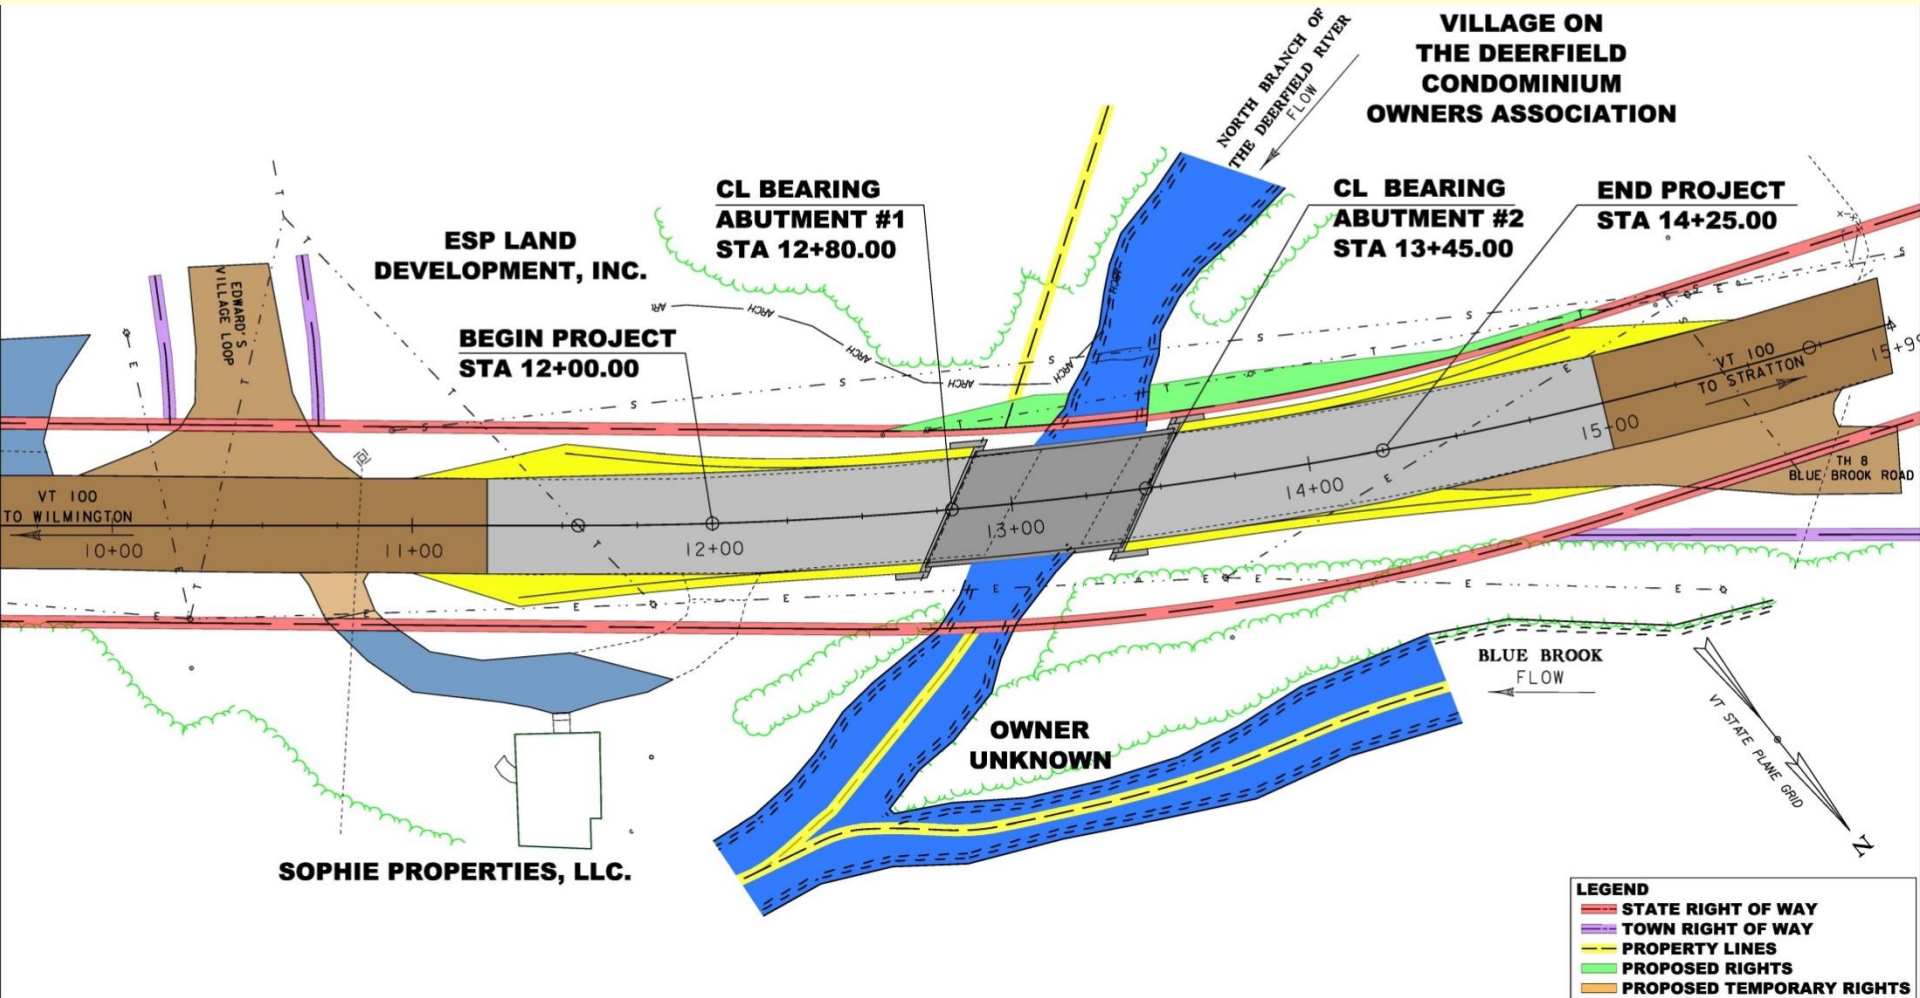 NORTH BRANCH OF
THE DEERFIELD RIVER
FLOW
VILLAGE ON
THE DEERFIELD
CONDOMINIUM
OWNERS ASSOCIATION
CL BEARING
ABUTMENT #1
STA 12+80.00
CL BEARING
ABUTMENT #2
STA 13+45.00
END PROJECT
STA 14+25.00
ESP LAND
DEVELOPMENT, INC.
BEGIN PROJECT
STA 12+00.00
EDWARD'S
VILLAGE LOOP
ARCH
ARCH
ARCH
ARCH
ARCH
VT 100
TO STRATTON
15+00
VT 100
TO WILMINGTON
10+00
11+00
12+00
13+00
14+00
TH 8
BLUE BROOK ROAD
BLUE BROOK
FLOW
VT STATE PLANE GRID
N
OWNER
UNKNOWN
SOPHIE PROPERTIES, LLC.
LEGEND
STATE RIGHT OF WAY
TOWN RIGHT OF WAY
PROPERTY LINES
PROPOSED RIGHTS
PROPOSED TEMPORARY RIGHTS